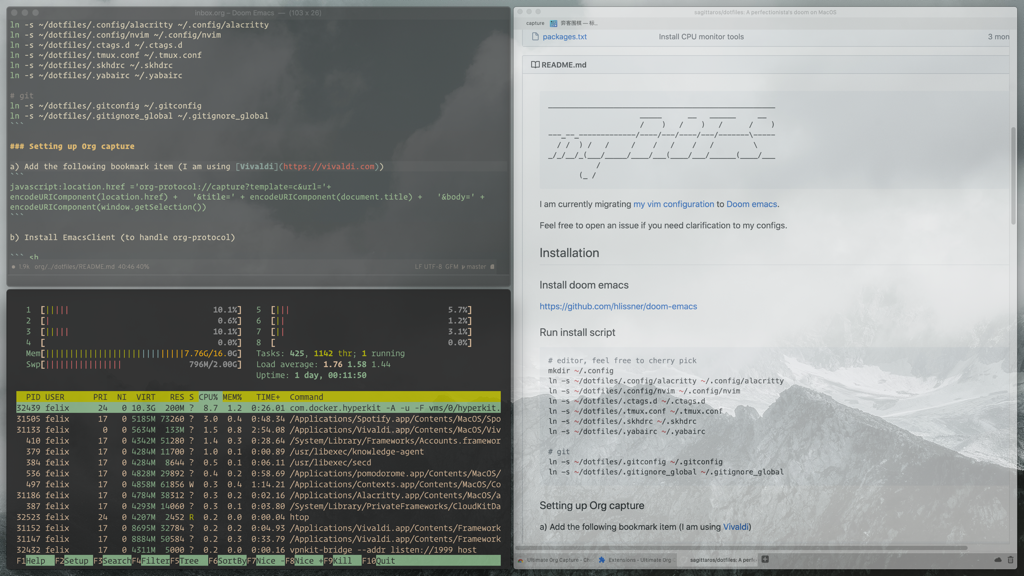 inbox.org – Doom Emacs — (103 × 26)
ln -s ~/dotfiles/.config/alacritty ~/.config/alacritty
ln -s ~/dotfiles/.config/nvim ~/.config/nvim
ln -s ~/dotfiles/.ctags.d ~/.ctags.d
ln -s ~/dotfiles/.tmux.conf ~/.tmux.conf
ln -s ~/dotfiles/.skhdrc ~/.skhdrc
ln -s ~/dotfiles/.yabairc ~/.yabairc
# git
ln -s ~/dotfiles/.gitconfig ~/.gitconfig
ln -s ~/dotfiles/.gitignore_global ~/.gitignore_global
```
### Setting up Org capture
a) Add the following bookmark item (I am using [Vivaldi](https://vivaldi.com))
```
javascript:location.href ='org-protocol://capture?template=c&url='+
encodeURIComponent(location.href) + '&title=' + encodeURIComponent(document.title) + '&body=' +
encodeURIComponent(window.getSelection())
```
b) Install EmacsClient (to handle org-protocol)
``` sh
1.9k org/../dotfiles/README.md 40:46 40% LF UTF-8 GFM master
1 [||||| 10.1%] 5 [||| 5.7%]
2 [| 0.6%] 6 [|| 1.2%]
3 [||||| 10.1%] 7 [|| 3.1%]
4 [ 0.0%] 8 [ 0.0%]
Mem[||||||||||||||||||||||||||||||7.76G/16.0G] Tasks: 425, 1142 thr; 1 running
Swp[|||||||||||||||| 796M/2.00G] Load average: 1.76 1.58 1.44
Uptime: 1 day, 00:11:50
PID USER PRI NI VIRT RES S CPU% MEM% TIME+ Command
32439 felix 24 0 10.3G 200M ? 8.7 1.2 0:26.01 com.docker.hyperkit -A -u -F vms/0/hyperkit.
31505 felix 17 0 5185M 73260 ? 3.0 0.4 0:48.34 /Applications/Spotify.app/Contents/MacOS/Spo
31133 felix 0 0 5634M 133M ? 1.5 0.8 2:54.08 /Applications/Vivaldi.app/Contents/MacOS/Viv
410 felix 17 0 4342M 51280 ? 1.4 0.3 0:28.64 /System/Library/Frameworks/Accounts.framewor
379 felix 17 0 4284M 11700 ? 1.0 0.1 0:00.89 /usr/libexec/knowledge-agent
384 felix 17 0 4284M 8644 ? 0.5 0.1 0:06.11 /usr/libexec/secd
536 felix 17 0 4828M 29892 ? 0.4 0.2 0:58.69 /Applications/pomodorome.app/Contents/MacOS/
497 felix 17 0 4858M 61856 W 0.3 0.4 1:14.21 /Applications/Contexts.app/Contents/MacOS/Co
31186 felix 17 0 4784M 38312 ? 0.3 0.2 0:02.16 /Applications/Alacritty.app/Contents/MacOS/a
387 felix 17 0 4293M 14060 ? 0.3 0.1 0:03.80 /System/Library/PrivateFrameworks/CloudKitDa
32523 felix 24 0 4207M 2452 R 0.2 0.0 0:00.04 htop
31152 felix 17 0 8695M 32784 ? 0.2 0.2 0:04.93 /Applications/Vivaldi.app/Contents/Framework
31147 felix 17 0 8884M 50584 ? 0.2 0.3 0:33.79 /Applications/Vivaldi.app/Contents/Framework
32432 felix 17 0 4311M 5000 ? 0.2 0.0 0:00.16 vpnkit-bridge --addr listen://1999 host
F1Help F2Setup F3SearchF4FilterF5Tree F6SortByF7Nice -F8Nice +F9Kill F10Quit
sagittaros/dotfiles: A perfectionista's doom on MacOS
capture
packages.txt Install CPU monitor tools 3 mon
README.md
I am currently migrating my vim configuration to Doom emacs.
Feel free to open an issue if you need clarification to my configs.
Installation
Install doom emacs
https://github.com/hlissner/doom-emacs
Run install script
# editor, feel free to cherry pick
mkdir ~/.config
ln -s ~/dotfiles/.config/alacritty ~/.config/alacritty
ln -s ~/dotfiles/.config/nvim ~/.config/nvim
ln -s ~/dotfiles/.ctags.d ~/.ctags.d
ln -s ~/dotfiles/.tmux.conf ~/.tmux.conf
ln -s ~/dotfiles/.skhdrc ~/.skhdrc
ln -s ~/dotfiles/.yabairc ~/.yabairc
# git
ln -s ~/dotfiles/.gitconfig ~/.gitconfig
ln -s ~/dotfiles/.gitignore_global ~/.gitignore_global
Setting up Org capture
a) Add the following bookmark item (I am using Vivaldi)
Ultimate Org Capture - Ch Extensions - Ultimate Org sagittaros/dotfiles: A perf